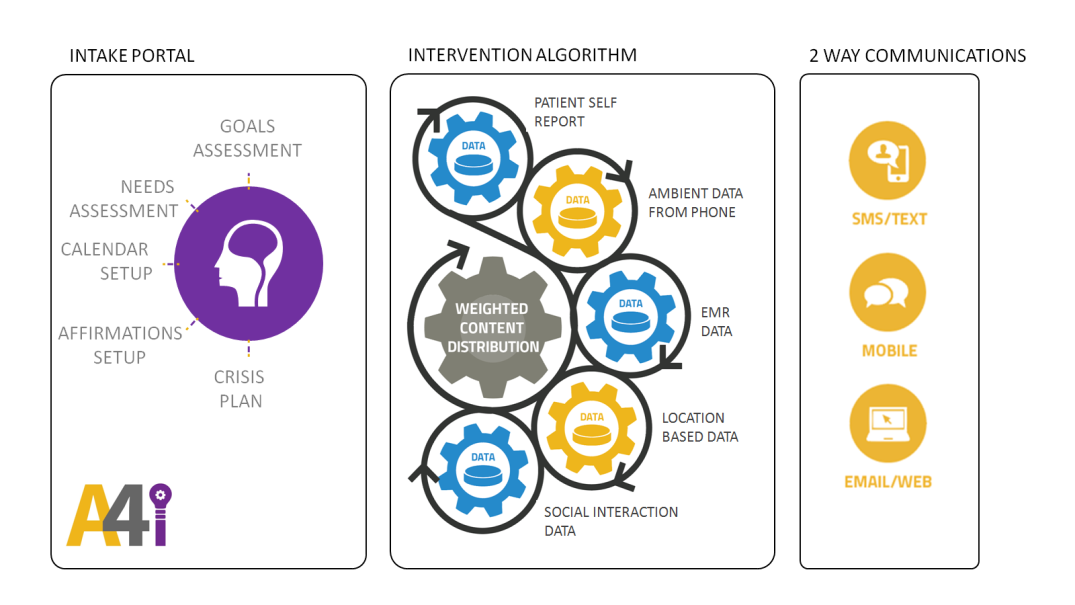 INTAKE PORTAL
GOALS
ASSESSMENT
NEEDS
ASSESSMENT
CALENDAR
SETUP
AFFIRMATIONS
SETUP
CRISIS
PLAN
A4i
INTERVENTION ALGORITHM
PATIENT SELF
REPORT
DATA
AMBIENT DATA
FROM PHONE
DATA
EMR
DATA
DATA
WEIGHTED
CONTENT
DISTRIBUTION
LOCATION
BASED DATA
DATA
SOCIAL INTERACTION
DATA
DATA
2 WAY COMMUNICATIONS
SMS/TEXT
MOBILE
EMAIL/WEB